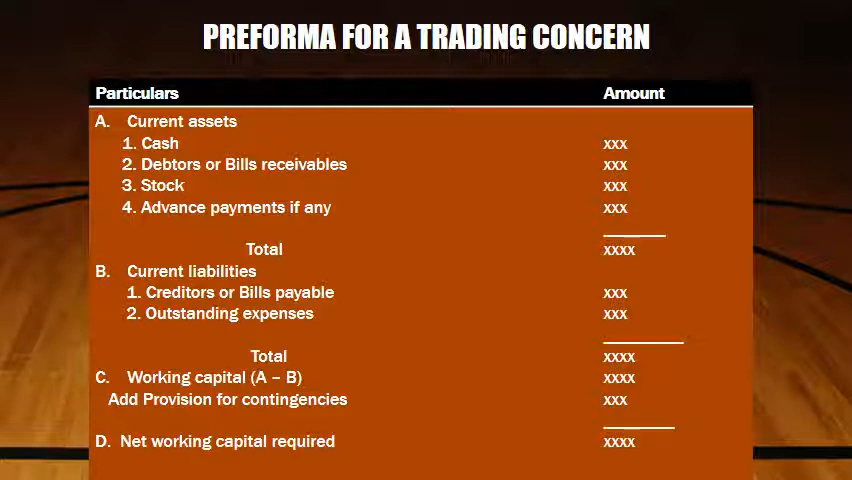 PREFORMA FOR A TRADING CONCERN
Particulars Amount
A. Current assets
1. Cash xxx
2. Debtors or Bills receivables xxx
3. Stock xxx
4. Advance payments if any xxx
Total xxxx
B. Current liabilities
1. Creditors or Bills payable xxx
2. Outstanding expenses xxx
Total xxxx
C. Working capital (A – B) xxxx
Add Provision for contingencies xxx
D. Net working capital required xxxx